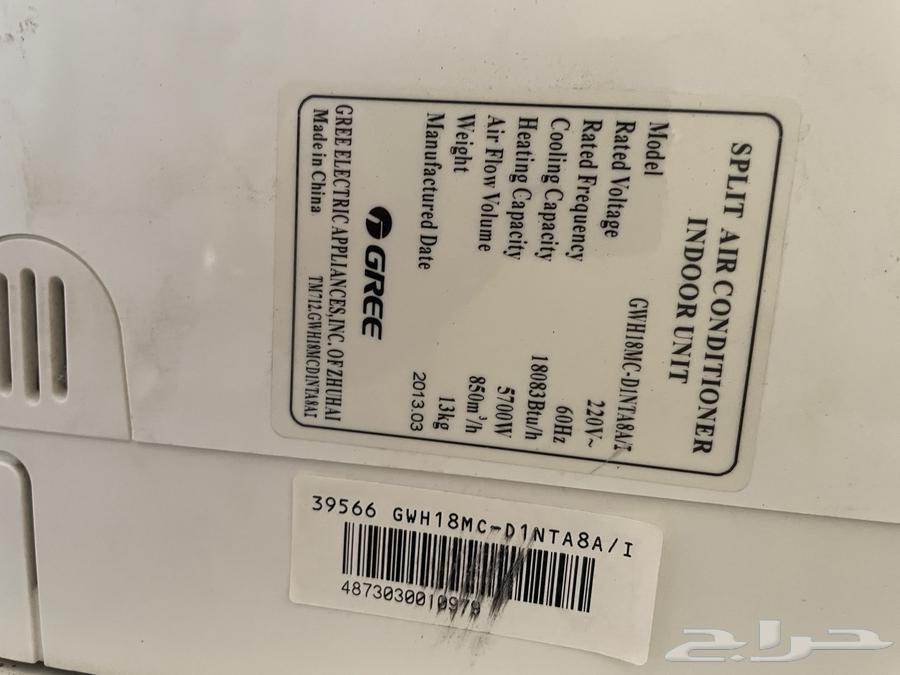 SPLIT AIR CONDITIONER
INDOOR UNIT
Model GWH18MC-D1NTA8A/I
Rated Voltage 220V~
Rated Frequency 60Hz
Cooling Capacity 18083Btu/h
Heating Capacity 5700W
Air Flow Volume 850m³/h
Weight 13kg
Manufactured Date 2013.03
GREE
GREE ELECTRIC APPLIANCES,INC. OF ZHUHAI
Made in China TM712.GWH18MCD1NTA8AI
39566 GWH18MC-D1NTA8A/I
حراج